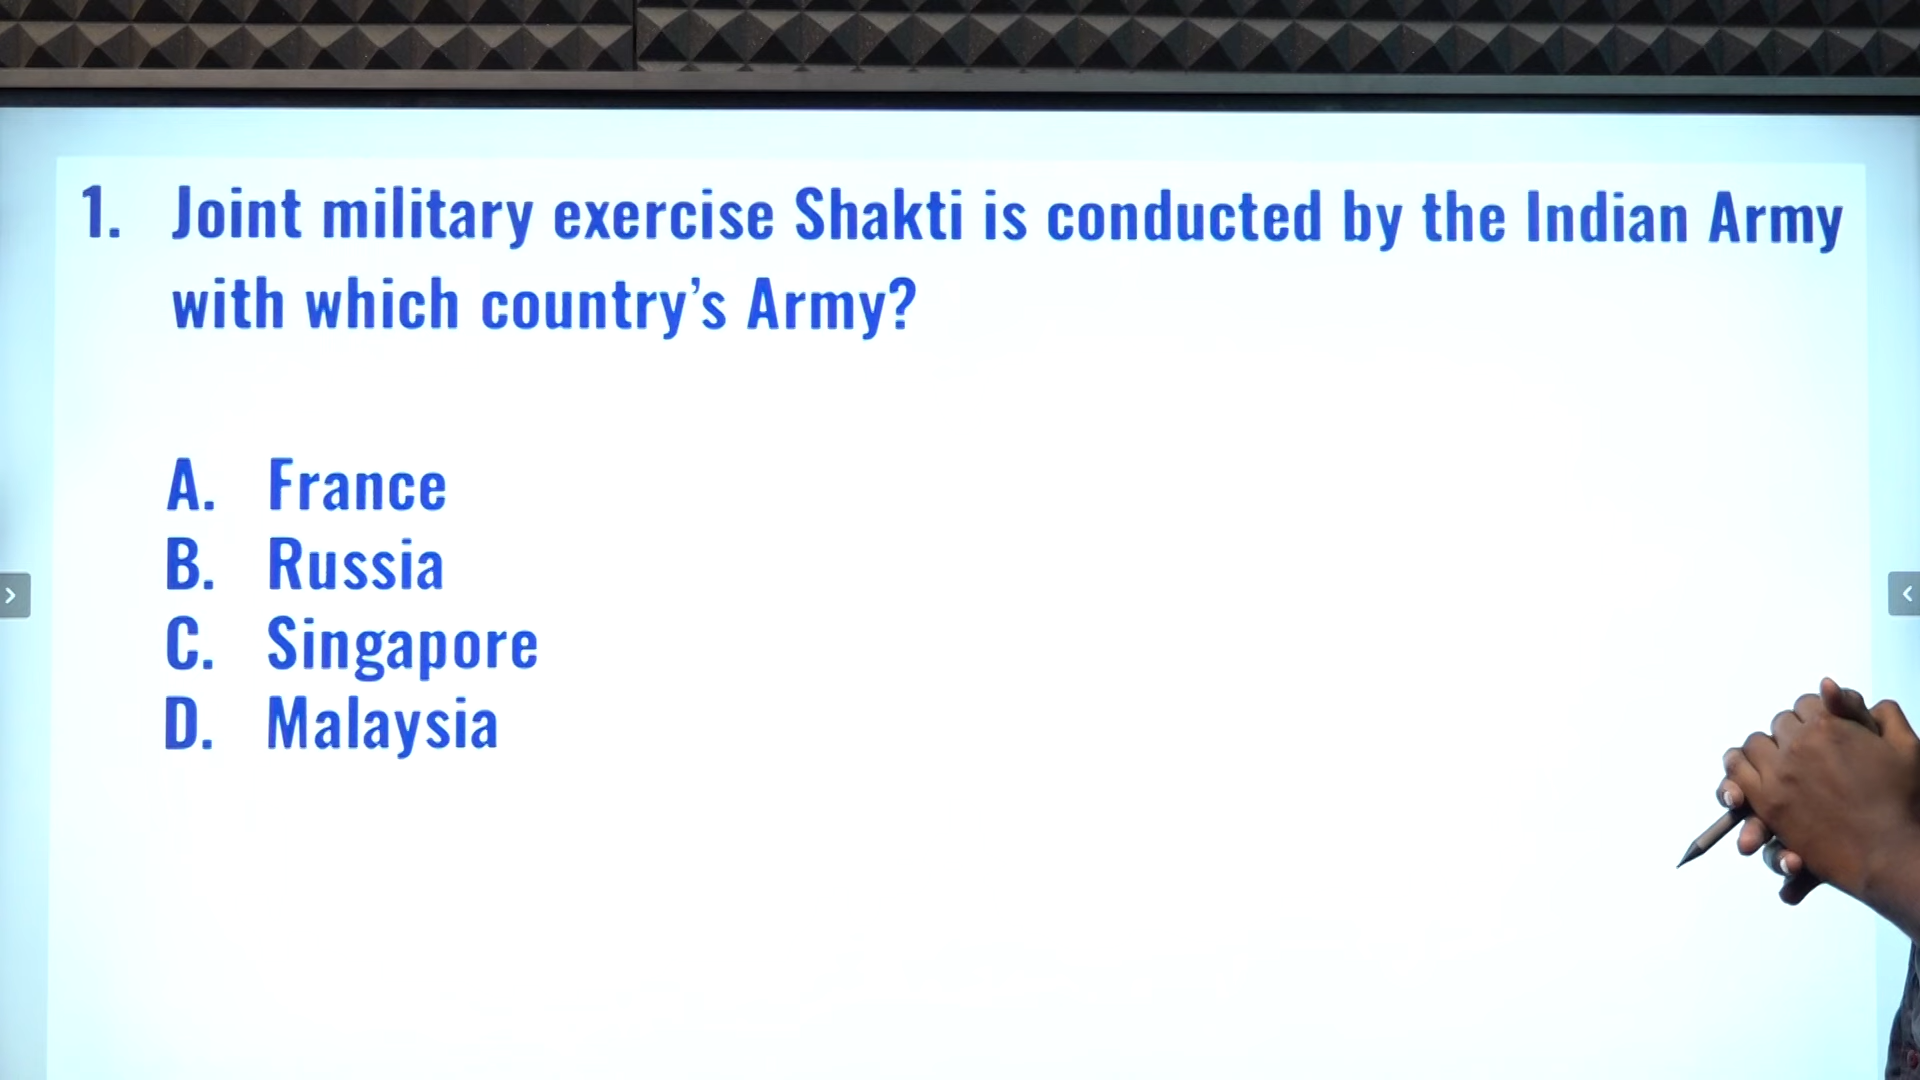 1. Joint military exercise Shakti is conducted by the Indian Army
with which country’s Army?
A. France
B. Russia
C. Singapore
D. Malaysia